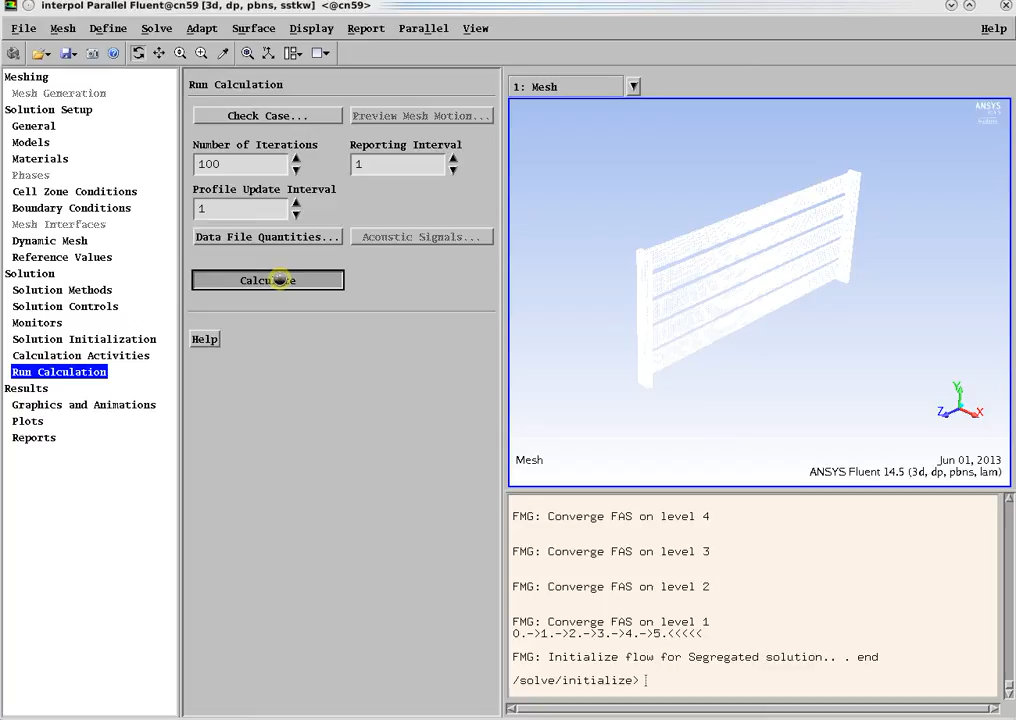 interpol Parallel Fluent@cn59 [3d, dp, pbns, sstkw] <@cn59>
File Mesh Define Solve Adapt Surface Display Report Parallel View Help
Meshing
Mesh Generation
Solution Setup
General
Models
Materials
Phases
Cell Zone Conditions
Boundary Conditions
Mesh Interfaces
Dynamic Mesh
Reference Values
Solution
Solution Methods
Solution Controls
Monitors
Solution Initialization
Calculation Activities
Run Calculation
Results
Graphics and Animations
Plots
Reports
Run Calculation
Check Case... Preview Mesh Motion...
Number of Iterations Reporting Interval
100 1
Profile Update Interval
1
Data File Quantities... Acoustic Signals...
Calculate
Help
1: Mesh
ANSYS
Mesh
Jun 01, 2013
ANSYS Fluent 14.5 (3d, dp, pbns, lam)
Y
Z X
FMG: Converge FAS on level 4
FMG: Converge FAS on level 3
FMG: Converge FAS on level 2
FMG: Converge FAS on level 1
0.->1.->2.->3.->4.->5.<<<<<
FMG: Initialize flow for Segregated solution.. . end
/solve/initialize>